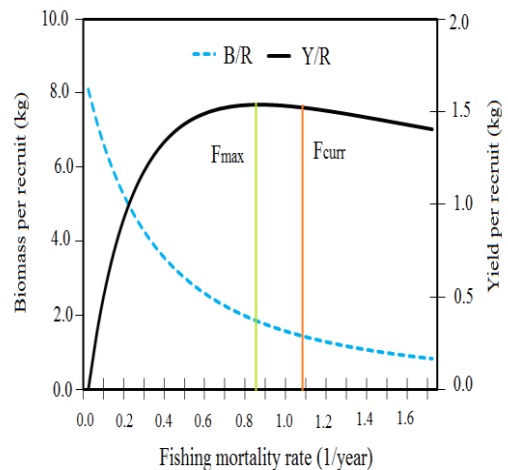 B/R Y/R
10.0
8.0
6.0
4.0
2.0
0.0
Biomass per recruit (kg)
2.0
1.5
1.0
0.5
0.0
Yield per recruit (kg)
Fmax
Fcurr
0.0 0.2 0.4 0.6 0.8 1.0 1.2 1.4 1.6
Fishing mortality rate (1/year)